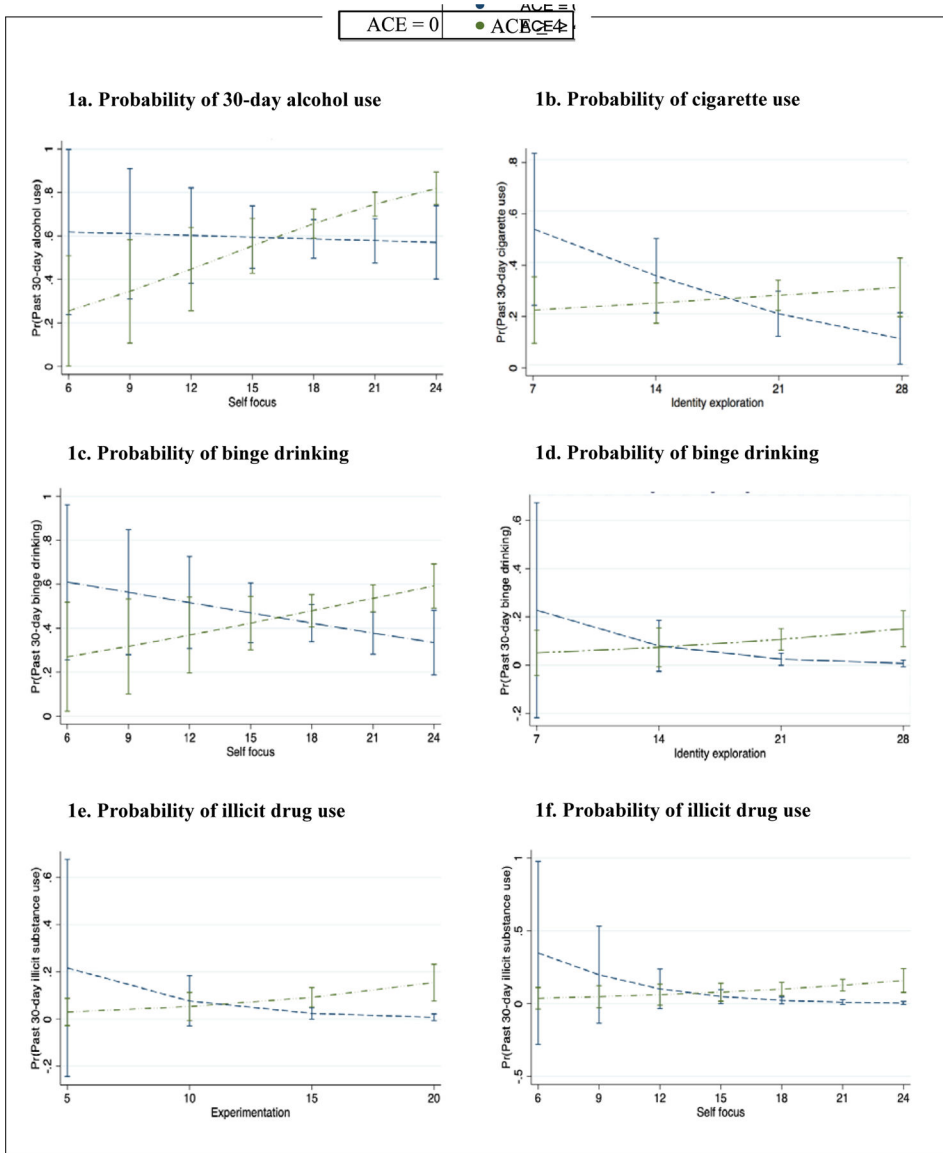 ACE = 0 ACE ≥ 4
1a. Probability of 30-day alcohol use
Pr(Past 30-day alcohol use)
1
.8
.6
.4
.2
0
6 9 12 15 18 21 24
Self focus
1b. Probability of cigarette use
Pr(Past 30-day cigarette use)
.8
.6
.4
.2
0
7 14 21 28
Identity exploration
1c. Probability of binge drinking
Pr(Past 30-day binge drinking)
1
.8
.6
.4
.2
0
6 9 12 15 18 21 24
Self focus
1d. Probability of binge drinking
Pr(Past 30-day binge drinking)
.6
.4
.2
0
-.2
7 14 21 28
Identity exploration
1e. Probability of illicit drug use
Pr(Past 30-day illicit substance use)
.6
.4
.2
0
-.2
5 10 15 20
Experimentation
1f. Probability of illicit drug use
Pr(Past 30-day illicit substance use)
1
.5
0
-.5
6 9 12 15 18 21 24
Self focus